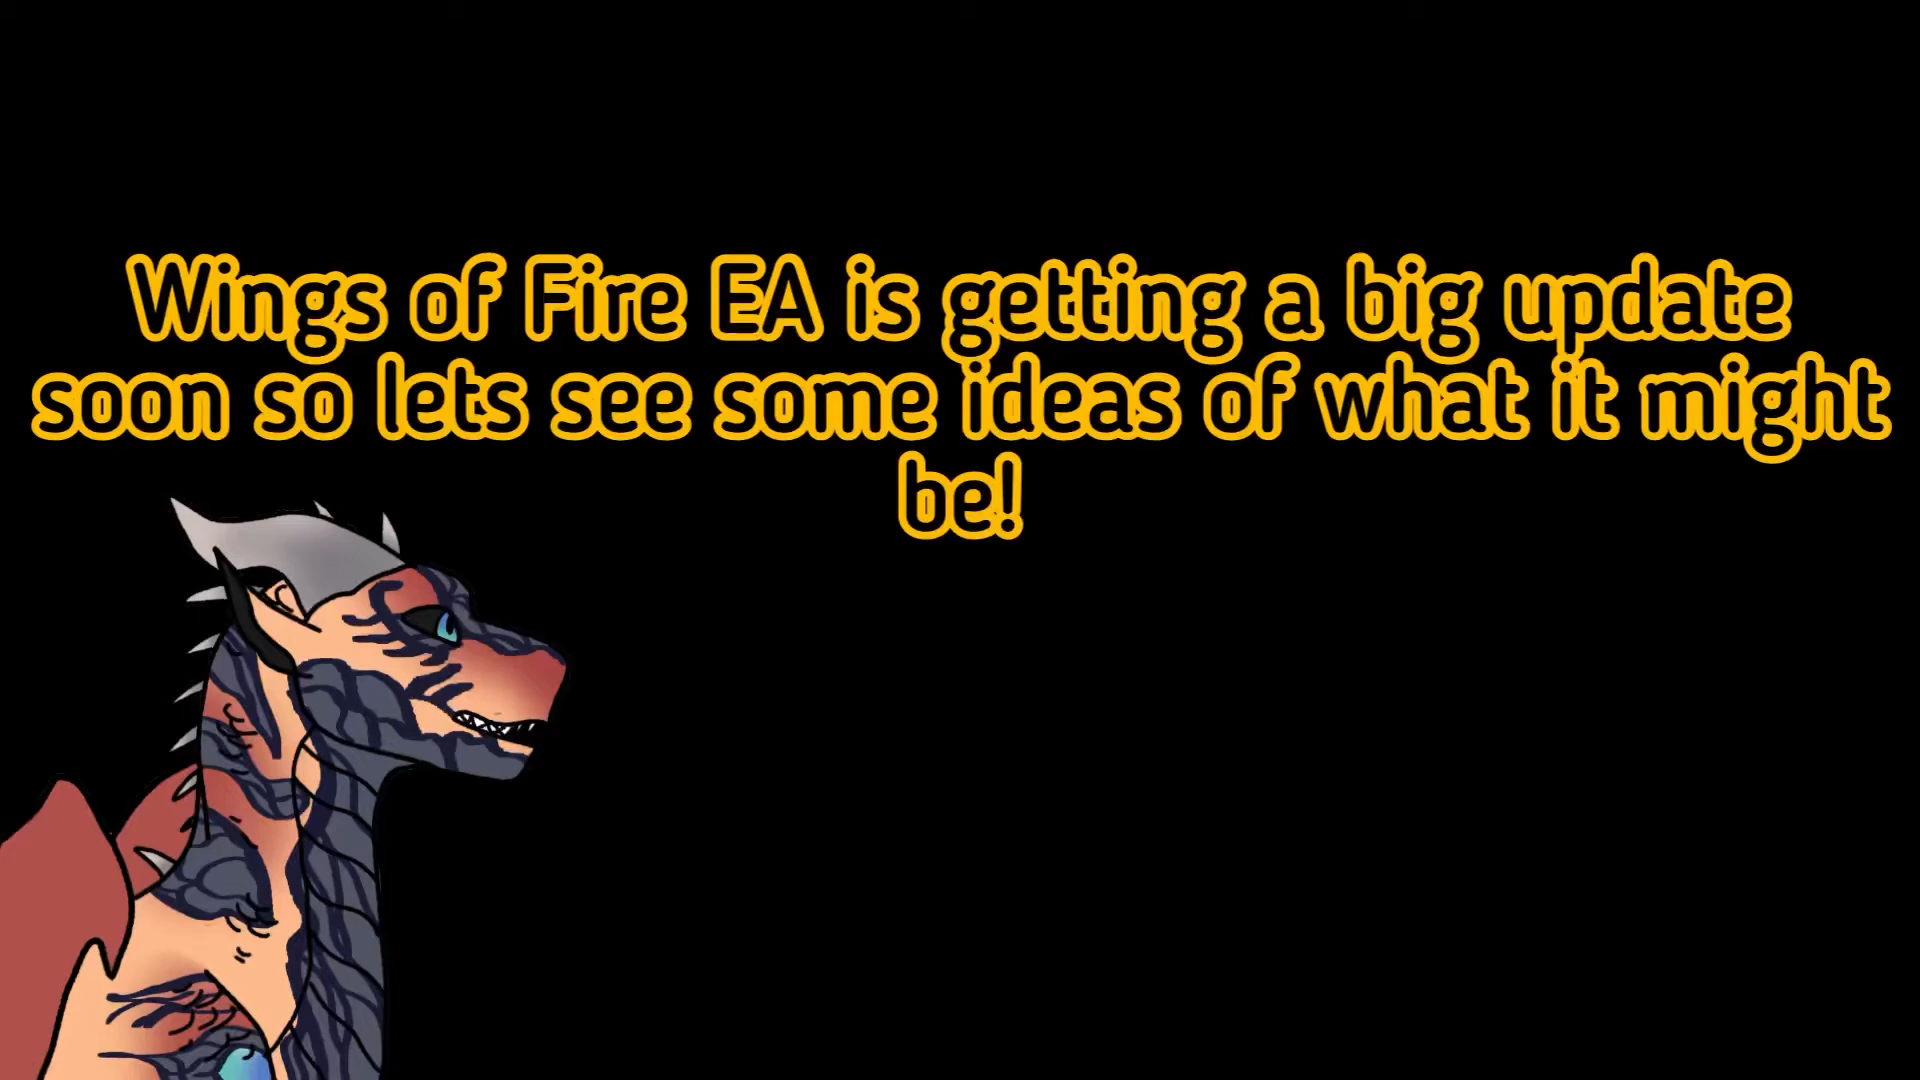 Wings of Fire EA is getting a big update
soon so lets see some ideas of what it might
be!